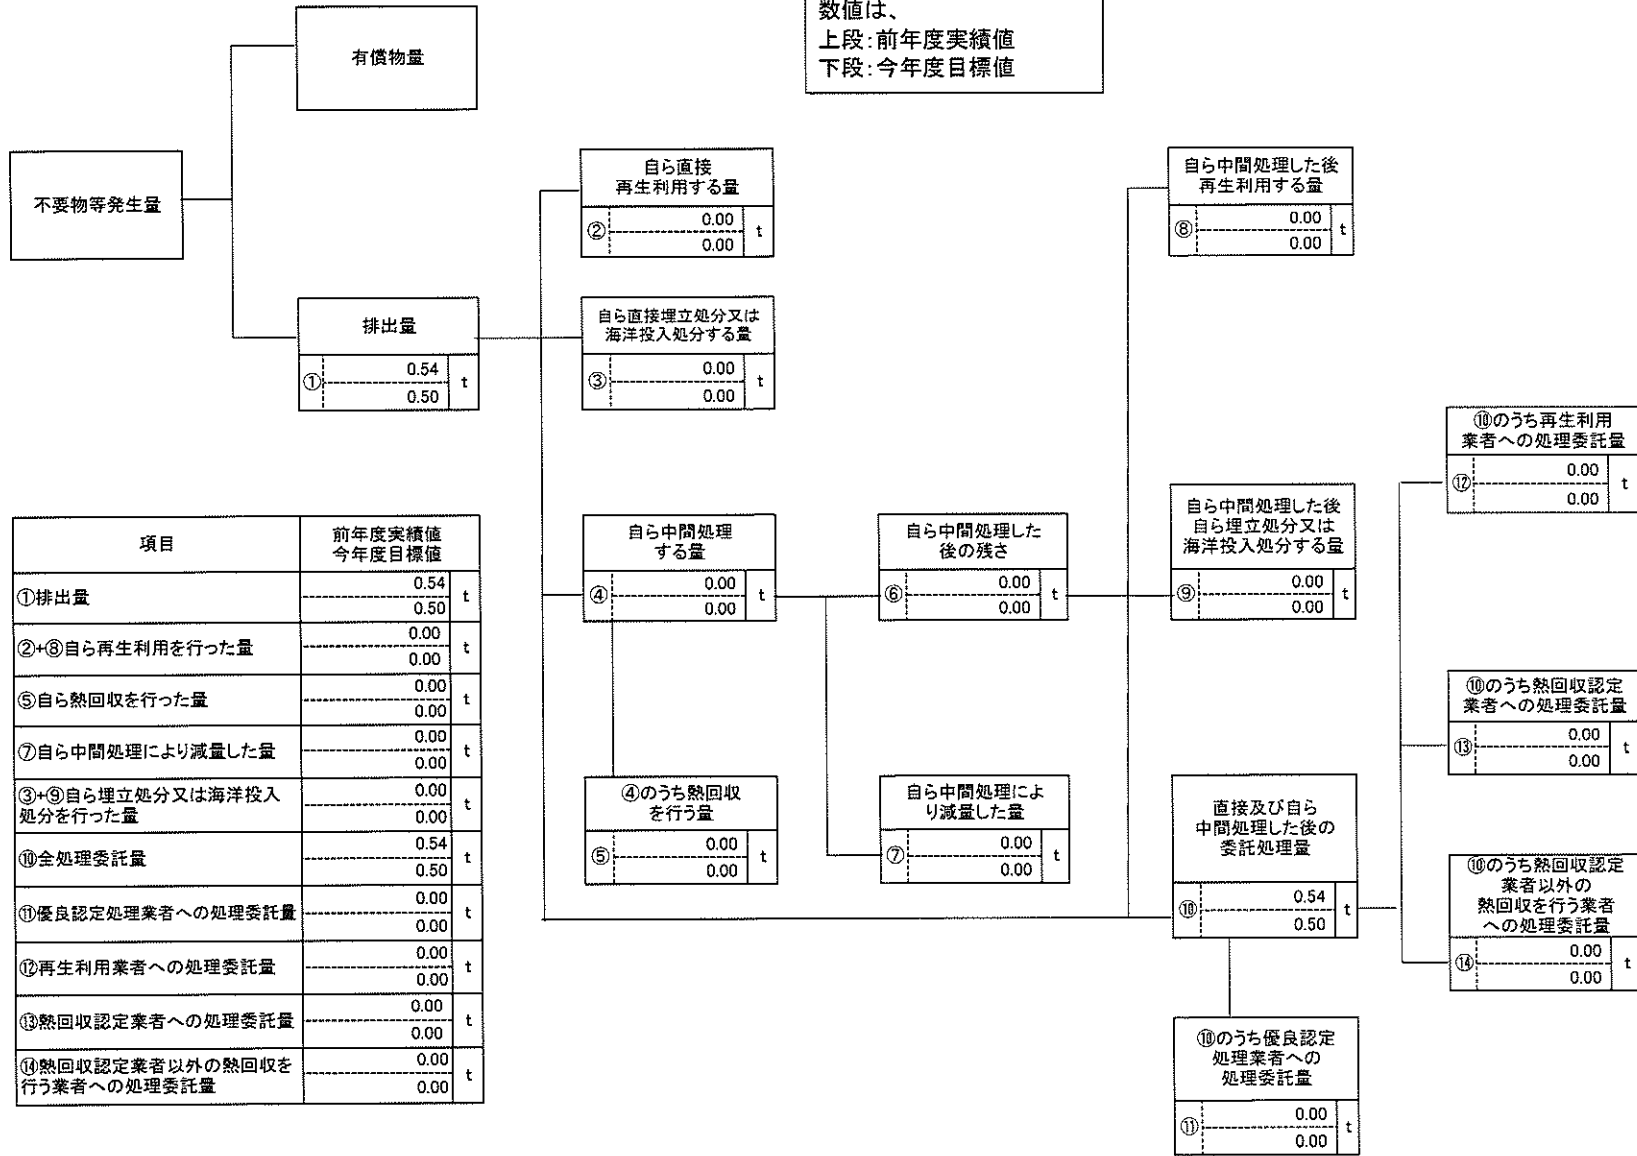 数値は、
上段:前年度実績値
下段:今年度目標値
有償物量
不要物等発生量
排出量
① 0.54 t
0.50
自ら直接
再生利用する量
② 0.00 t
0.00
自ら直接埋立処分又は
海洋投入処分する量
③ 0.00 t
0.00
自ら中間処理
する量
④ 0.00 t
0.00
④のうち熱回収
を行う量
⑤ 0.00 t
0.00
自ら中間処理した
後の残さ
⑥ 0.00 t
0.00
自ら中間処理によ
り減量した量
⑦ 0.00 t
0.00
自ら中間処理した後
再生利用する量
⑧ 0.00 t
0.00
自ら中間処理した後
自ら埋立処分又は
海洋投入処分する量
⑨ 0.00 t
0.00
直接及び自ら
中間処理した後の
委託処理量
⑩ 0.54 t
0.50
⑩のうち優良認定
処理業者への
処理委託量
⑪ 0.00 t
0.00
⑩のうち再生利用
業者への処理委託量
⑫ 0.00 t
0.00
⑩のうち熱回収認定
業者への処理委託量
⑬ 0.00 t
0.00
⑩のうち熱回収認定
業者以外の
熱回収を行う業者
への処理委託量
⑭ 0.00 t
0.00
項目 前年度実績値
今年度目標値
①排出量 0.54 t
0.50
②+⑧自ら再生利用を行った量 0.00 t
0.00
⑤自ら熱回収を行った量 0.00 t
0.00
⑦自ら中間処理により減量した量 0.00 t
0.00
③+⑨自ら埋立処分又は海洋投入 0.00 t
処分を行った量 0.00
⑩全処理委託量 0.54 t
0.50
⑪優良認定処理業者への処理委託量 0.00 t
0.00
⑫再生利用業者への処理委託量 0.00 t
0.00
⑬熱回収認定業者への処理委託量 0.00 t
0.00
⑭熱回収認定業者以外の熱回収を 0.00 t
行う業者への処理委託量 0.00